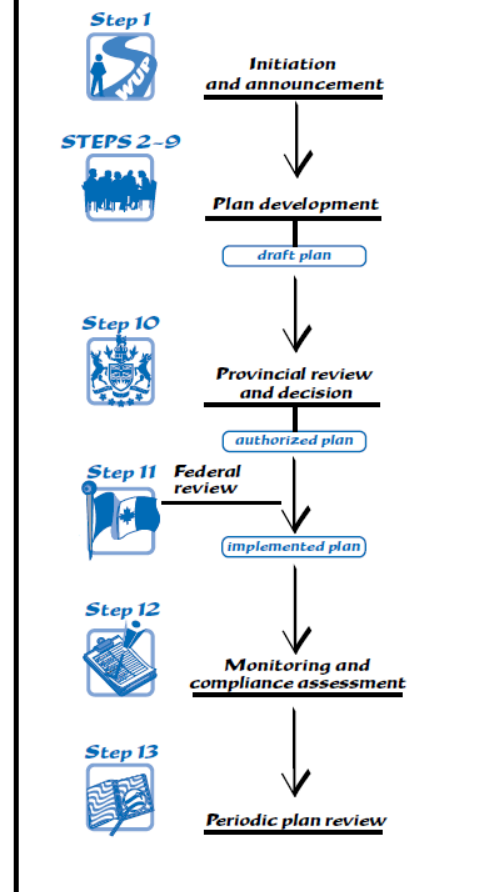 Step 1
WUP
Initiation
and announcement
STEPS 2-9
Plan development
draft plan
Step 10
Provincial review
and decision
authorized plan
Step 11
Federal
review
implemented plan
Step 12
Monitoring and
compliance assessment
Step 13
Periodic plan review